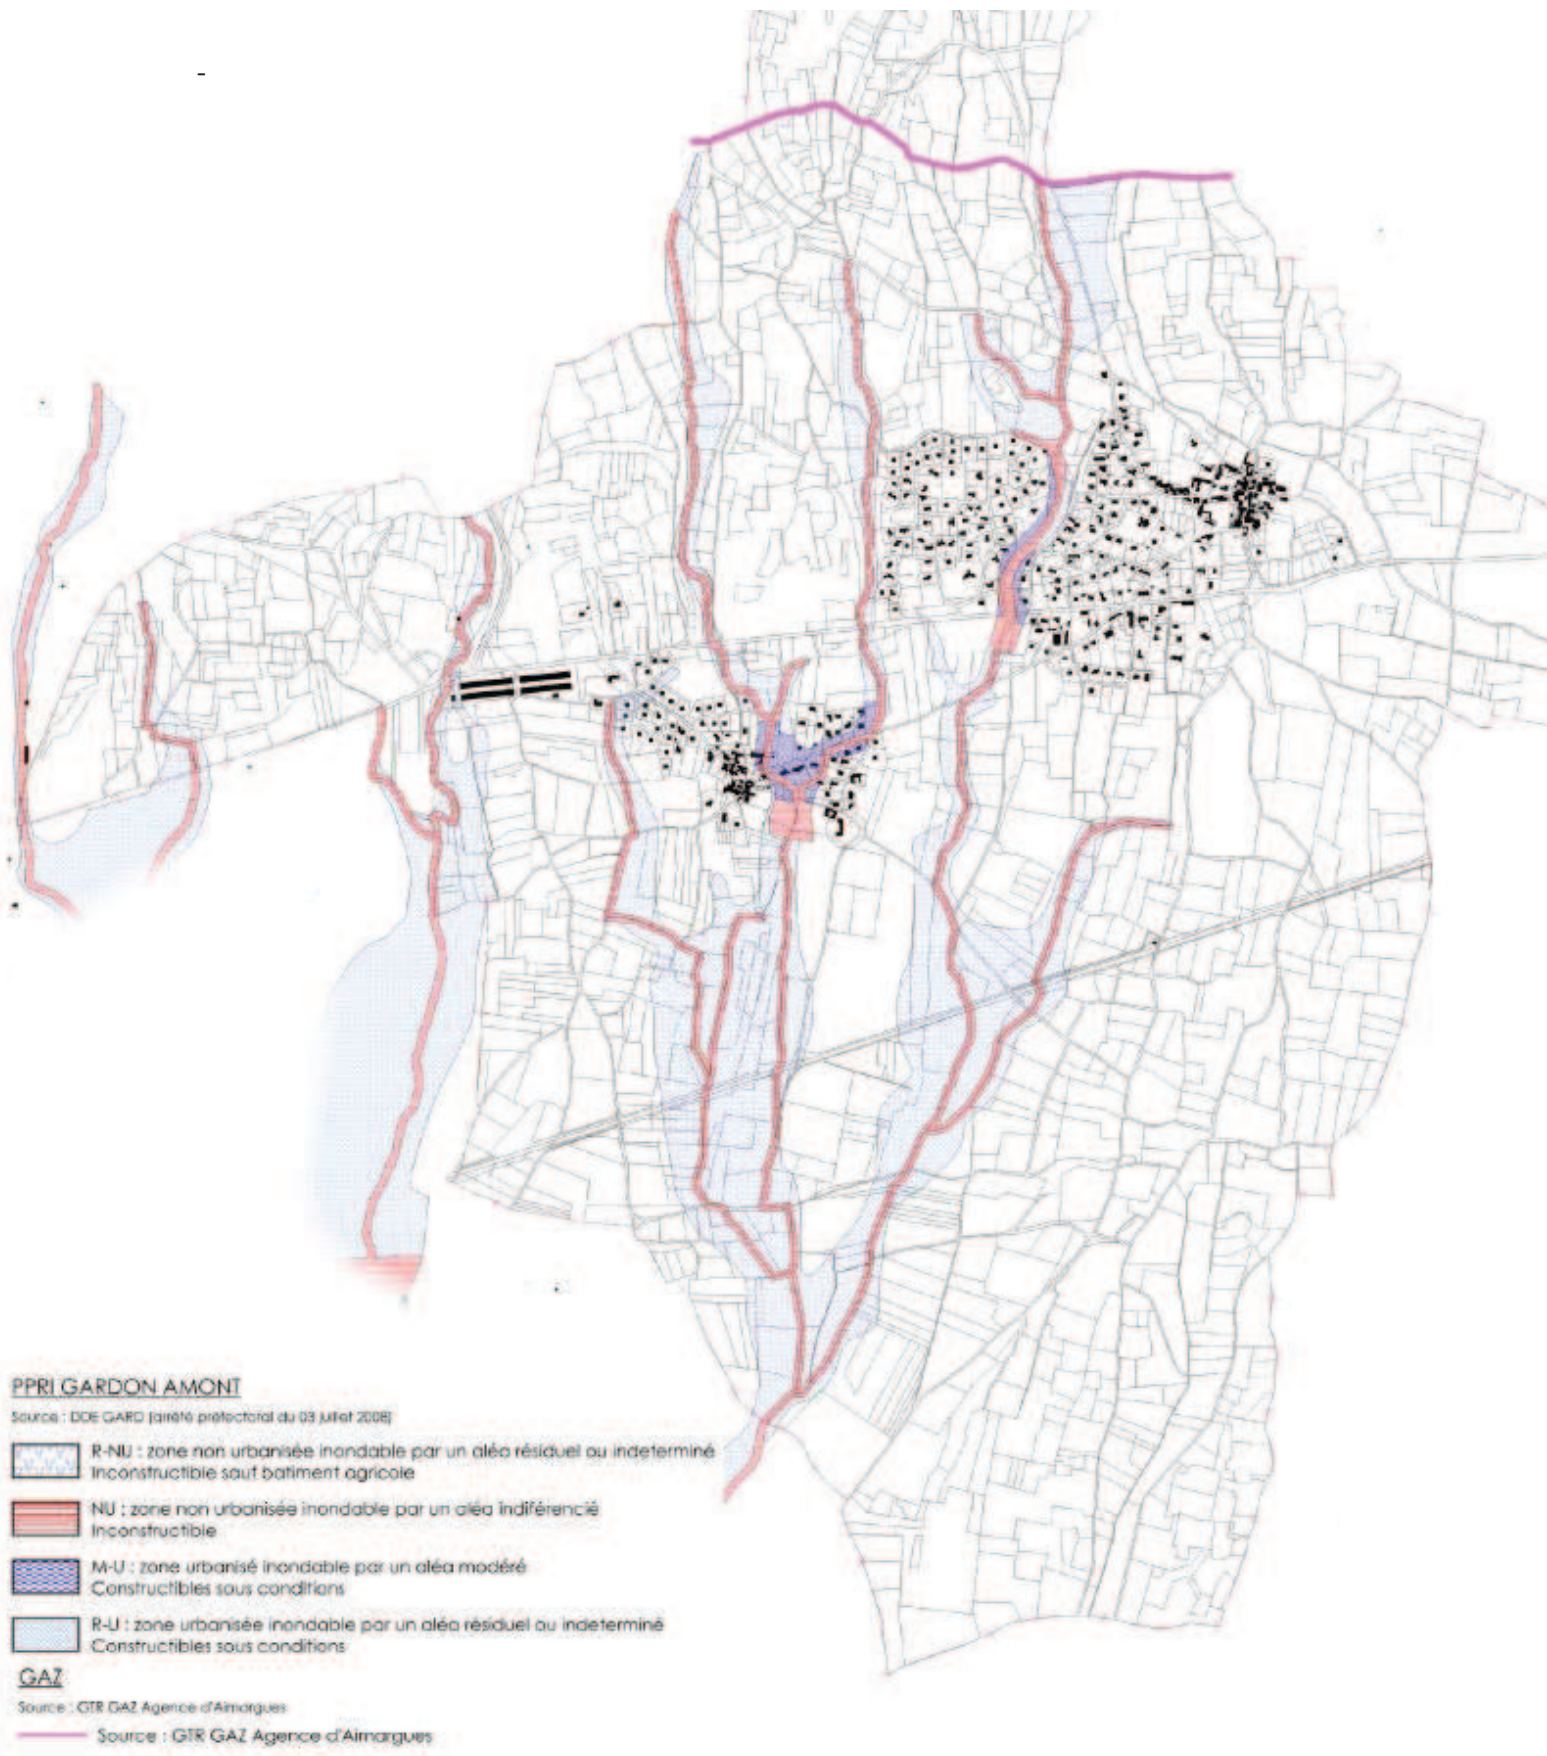 PPRI GARDON AMONT
Source : DDE GARD (arrêté préfectoral du 03 juillet 2008)
R-NU : zone non urbanisée inondable par un aléa résiduel ou indeterminé
Inconstructible sauf batiment agricole
NU : zone non urbanisée inondable par un aléa indiférencié
Inconstructible
M-U : zone urbanisé inondable par un aléa modéré
Constructibles sous conditions
R-U : zone urbanisée inondable par un aléa résiduel ou indeterminé
Constructibles sous conditions
GAZ
Source : GTR GAZ Agence d'Aimargues
Source : GTR GAZ Agence d'Aimargues